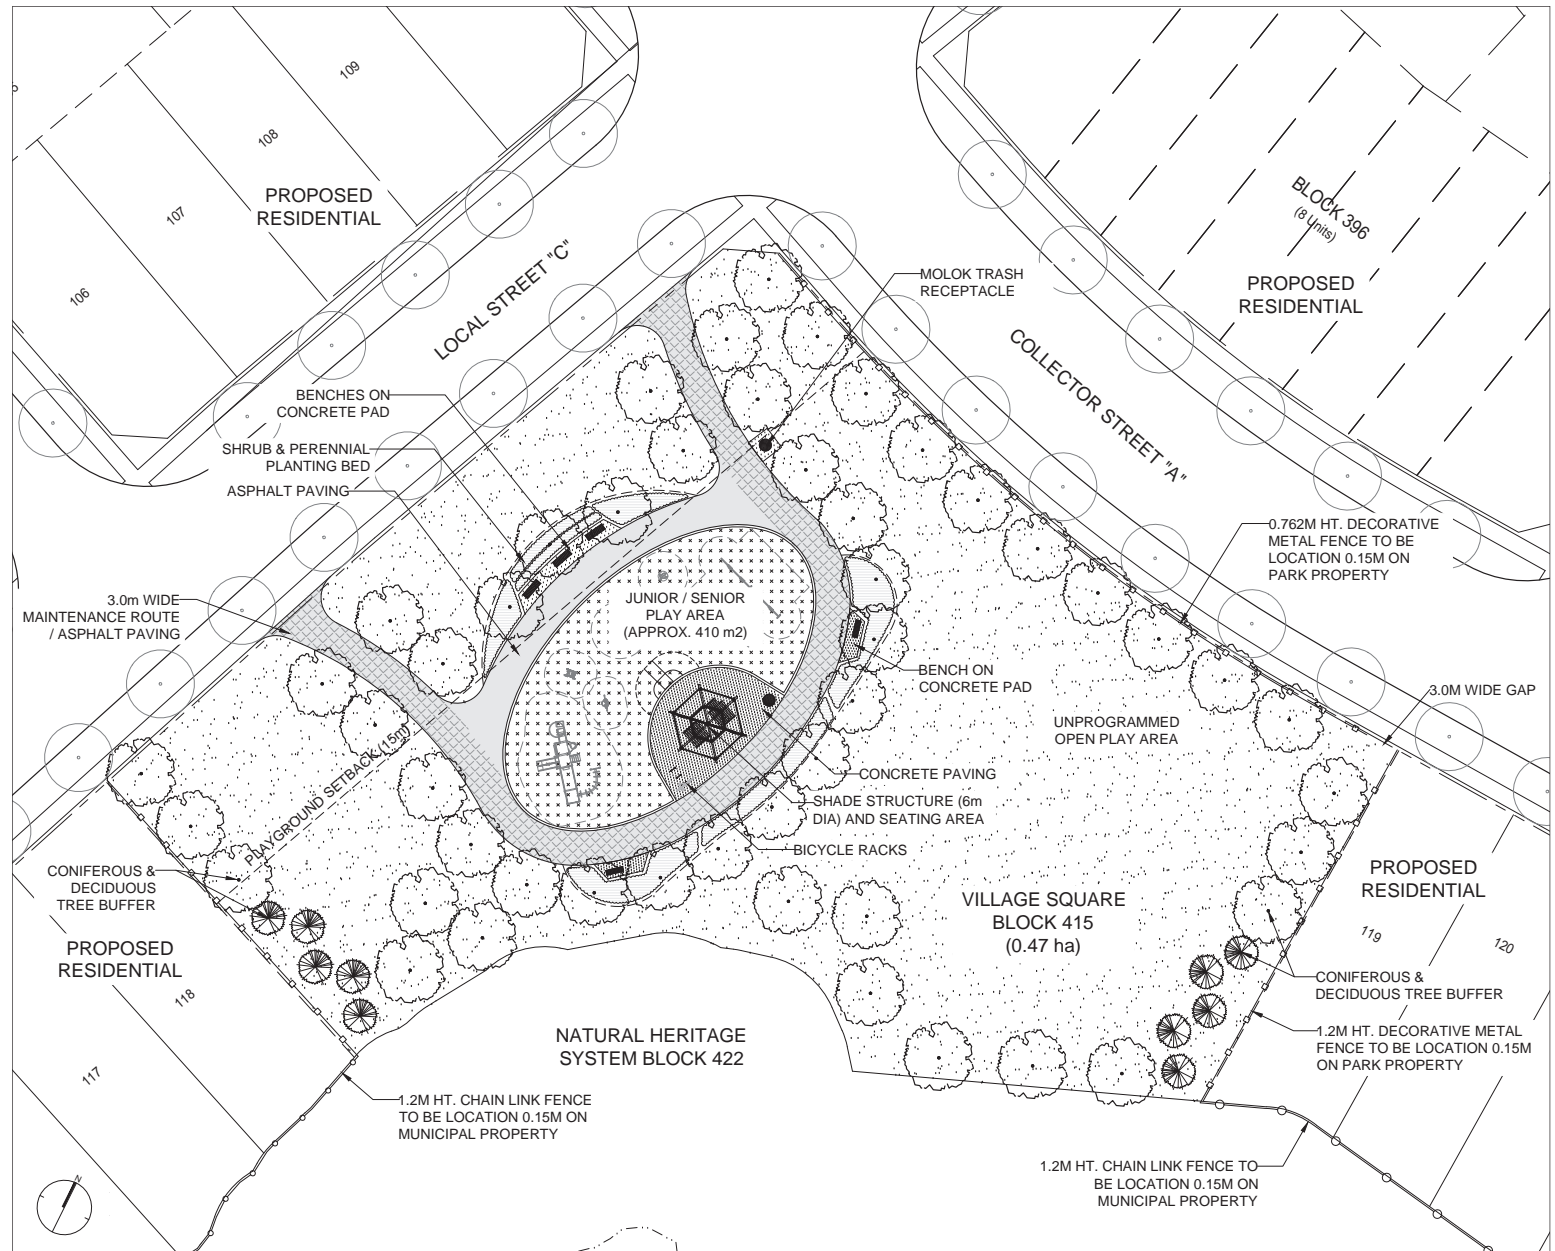 109
108
107
106
PROPOSED
RESIDENTIAL
LOCAL STREET "C"
BLOCK 396
(8 Units)
PROPOSED
RESIDENTIAL
COLLECTOR STREET "A"
MOLOK TRASH
RECEPTACLE
BENCHES ON
CONCRETE PAD
SHRUB & PERENNIAL
PLANTING BED
ASPHALT PAVING
3.0m WIDE
MAINTENANCE ROUTE
/ ASPHALT PAVING
JUNIOR / SENIOR
PLAY AREA
(APPROX. 410 m2)
0.762M HT. DECORATIVE
METAL FENCE TO BE
LOCATION 0.15M ON
PARK PROPERTY
BENCH ON
CONCRETE PAD
3.0M WIDE GAP
UNPROGRAMMED
OPEN PLAY AREA
PLAYGROUND SETBACK (15m)
CONCRETE PAVING
SHADE STRUCTURE (6m
DIA) AND SEATING AREA
BICYCLE RACKS
CONIFEROUS &
DECIDUOUS
TREE BUFFER
PROPOSED
RESIDENTIAL
118
117
VILLAGE SQUARE
BLOCK 415
(0.47 ha)
PROPOSED
RESIDENTIAL
119
120
CONIFEROUS &
DECIDUOUS TREE BUFFER
1.2M HT. DECORATIVE METAL
FENCE TO BE LOCATION 0.15M
ON PARK PROPERTY
NATURAL HERITAGE
SYSTEM BLOCK 422
1.2M HT. CHAIN LINK FENCE
TO BE LOCATION 0.15M ON
MUNICIPAL PROPERTY
1.2M HT. CHAIN LINK FENCE TO
BE LOCATION 0.15M ON
MUNICIPAL PROPERTY
N